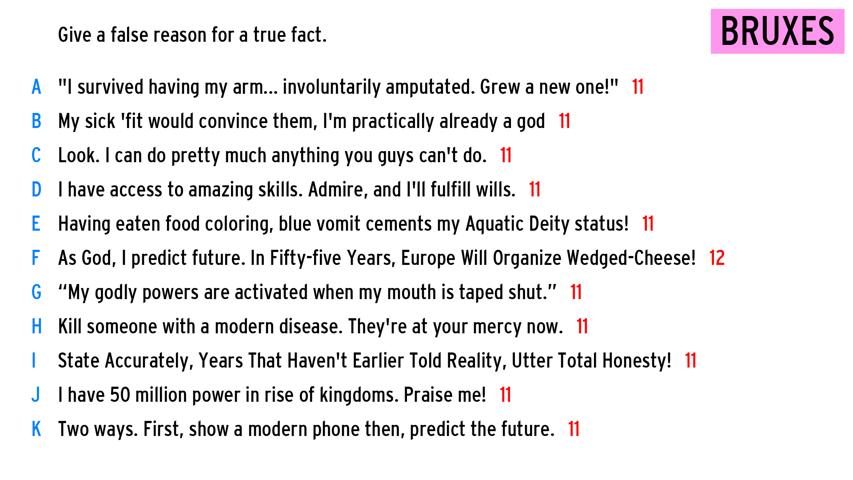 Give a false reason for a true fact.
BRUXES
A "I survived having my arm... involuntarily amputated. Grew a new one!" 11
B My sick 'fit would convince them, I'm practically already a god 11
C Look. I can do pretty much anything you guys can't do. 11
D I have access to amazing skills. Admire, and I'll fulfill wills. 11
E Having eaten food coloring, blue vomit cements my Aquatic Deity status! 11
F As God, I predict future. In Fifty-five Years, Europe Will Organize Wedged-Cheese! 12
G “My godly powers are activated when my mouth is taped shut.” 11
H Kill someone with a modern disease. They're at your mercy now. 11
I State Accurately, Years That Haven't Earlier Told Reality, Utter Total Honesty! 11
J I have 50 million power in rise of kingdoms. Praise me! 11
K Two ways. First, show a modern phone then, predict the future. 11